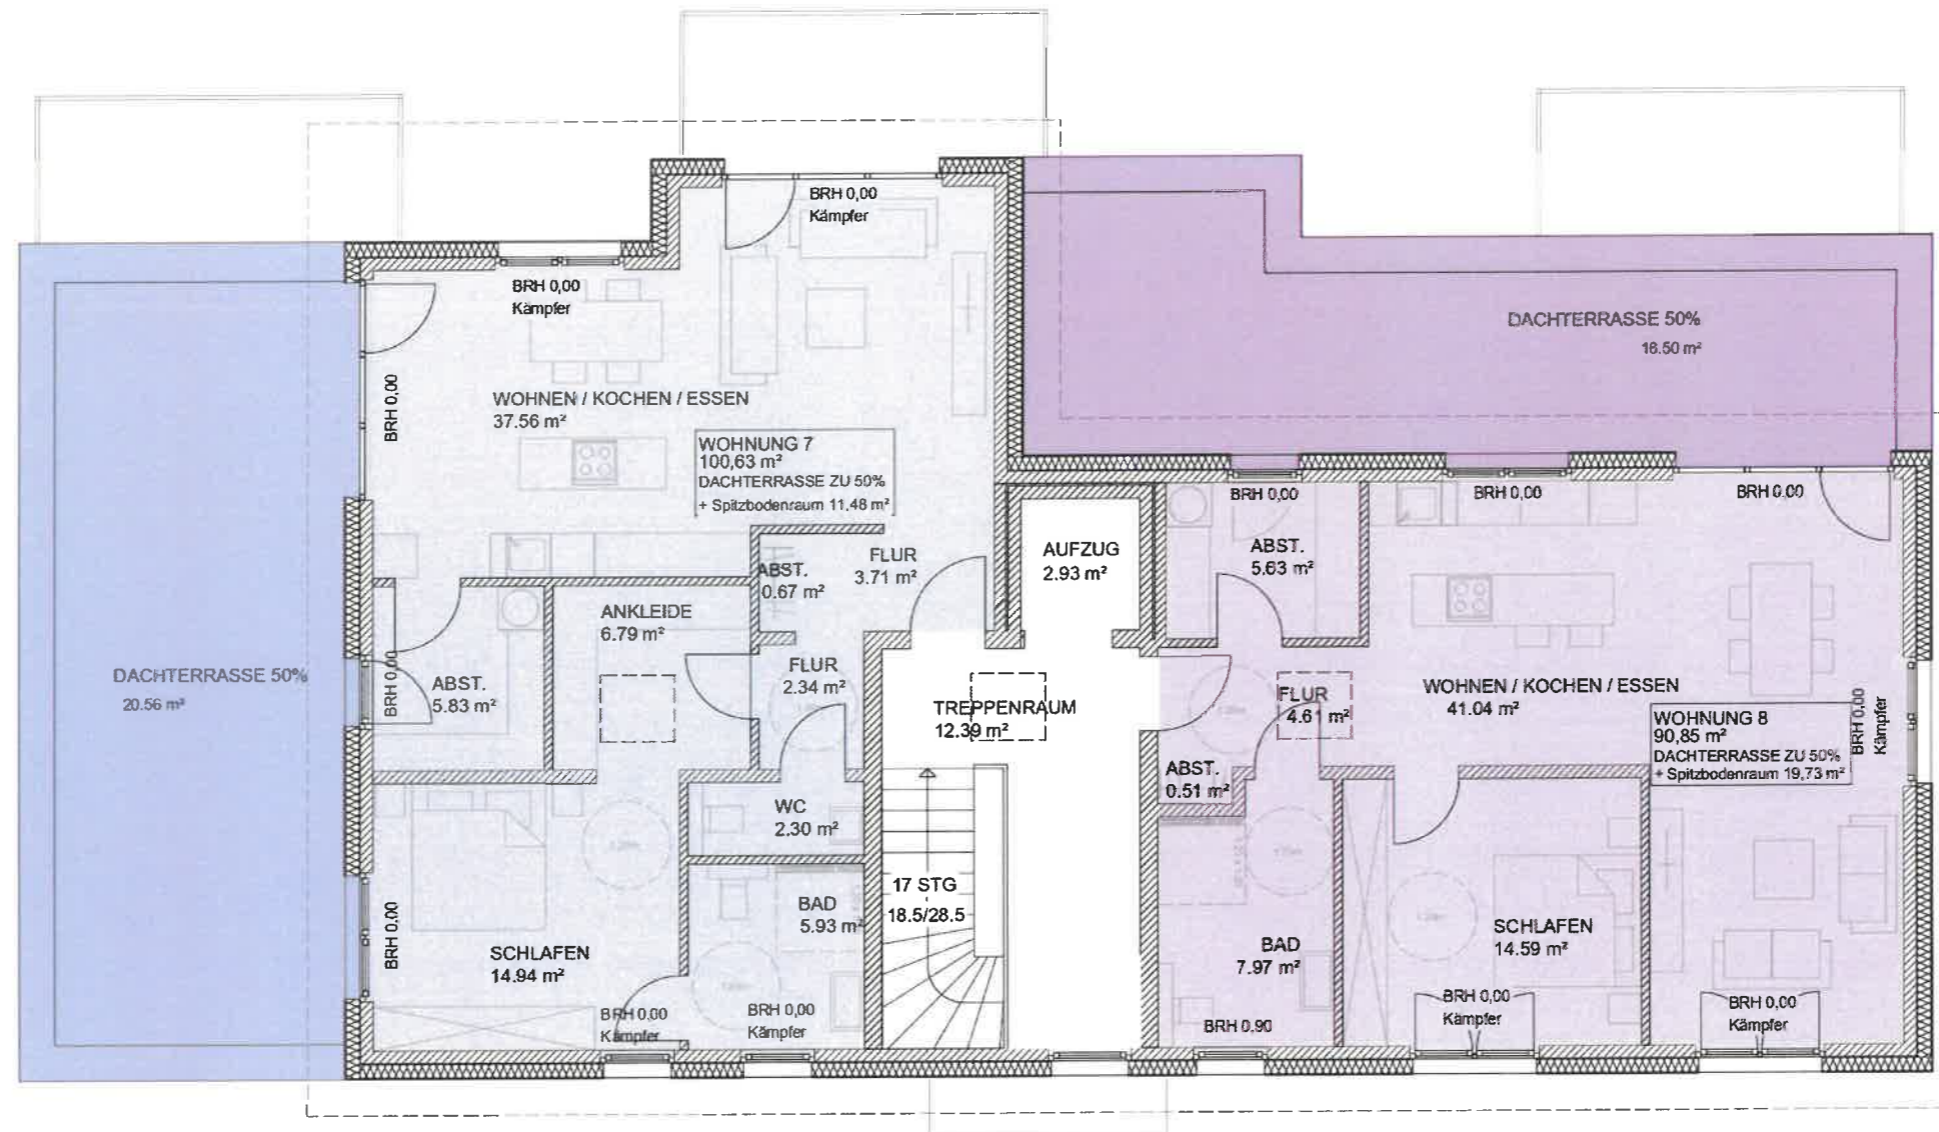 BRH 0,00
Kämpfer
BRH 0,00
Kämpfer
BRH 0,00
WOHNEN / KOCHEN / ESSEN
37.56 m²
WOHNUNG 7
100,63 m²
DACHTERRASSE ZU 50%
+ Spitzbodenraum 11.48 m²
DACHTERRASSE 50%
16.50 m²
BRH 0,00
BRH 0,00
BRH 0,00
ABST.
0.67 m²
FLUR
3.71 m²
AUFZUG
2.93 m²
ABST.
5.63 m²
ANKLEIDE
6.79 m²
DACHTERRASSE 50%
20.56 m²
BRH 0,00
ABST.
5.83 m²
FLUR
2.34 m²
TREPPENRAUM
12.39 m²
FLUR
4.61 m²
WOHNEN / KOCHEN / ESSEN
41.04 m²
WOHNUNG 8
90,85 m²
DACHTERRASSE ZU 50%
+ Spitzbodenraum 19,73 m²
BRH 0,00
Kämpfer
ABST.
0.51 m²
WC
2.30 m²
17 STG
18.5/28.5
BAD
5.93 m²
BRH 0,00
SCHLAFEN
14.94 m²
BAD
7.97 m²
SCHLAFEN
14.59 m²
BRH 0,00
Kämpfer
BRH 0,00
Kämpfer
BRH 0,90
BRH 0,00
Kämpfer
BRH 0,00
Kämpfer